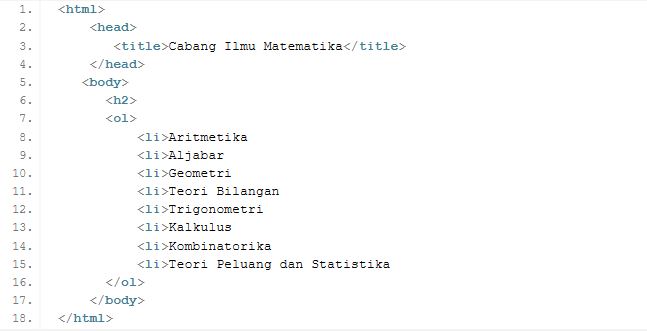 1. <html>
2. <head>
3. <title>Cabang Ilmu Matematika</title>
4. </head>
5. <body>
6. <h2>
7. <ol>
8. <li>Aritmetika
9. <li>Aljabar
10. <li>Geometri
11. <li>Teori Bilangan
12. <li>Trigonometri
13. <li>Kalkulus
14. <li>Kombinatorika
15. <li>Teori Peluang dan Statistika
16. </ol>
17. </body>
18. </html>